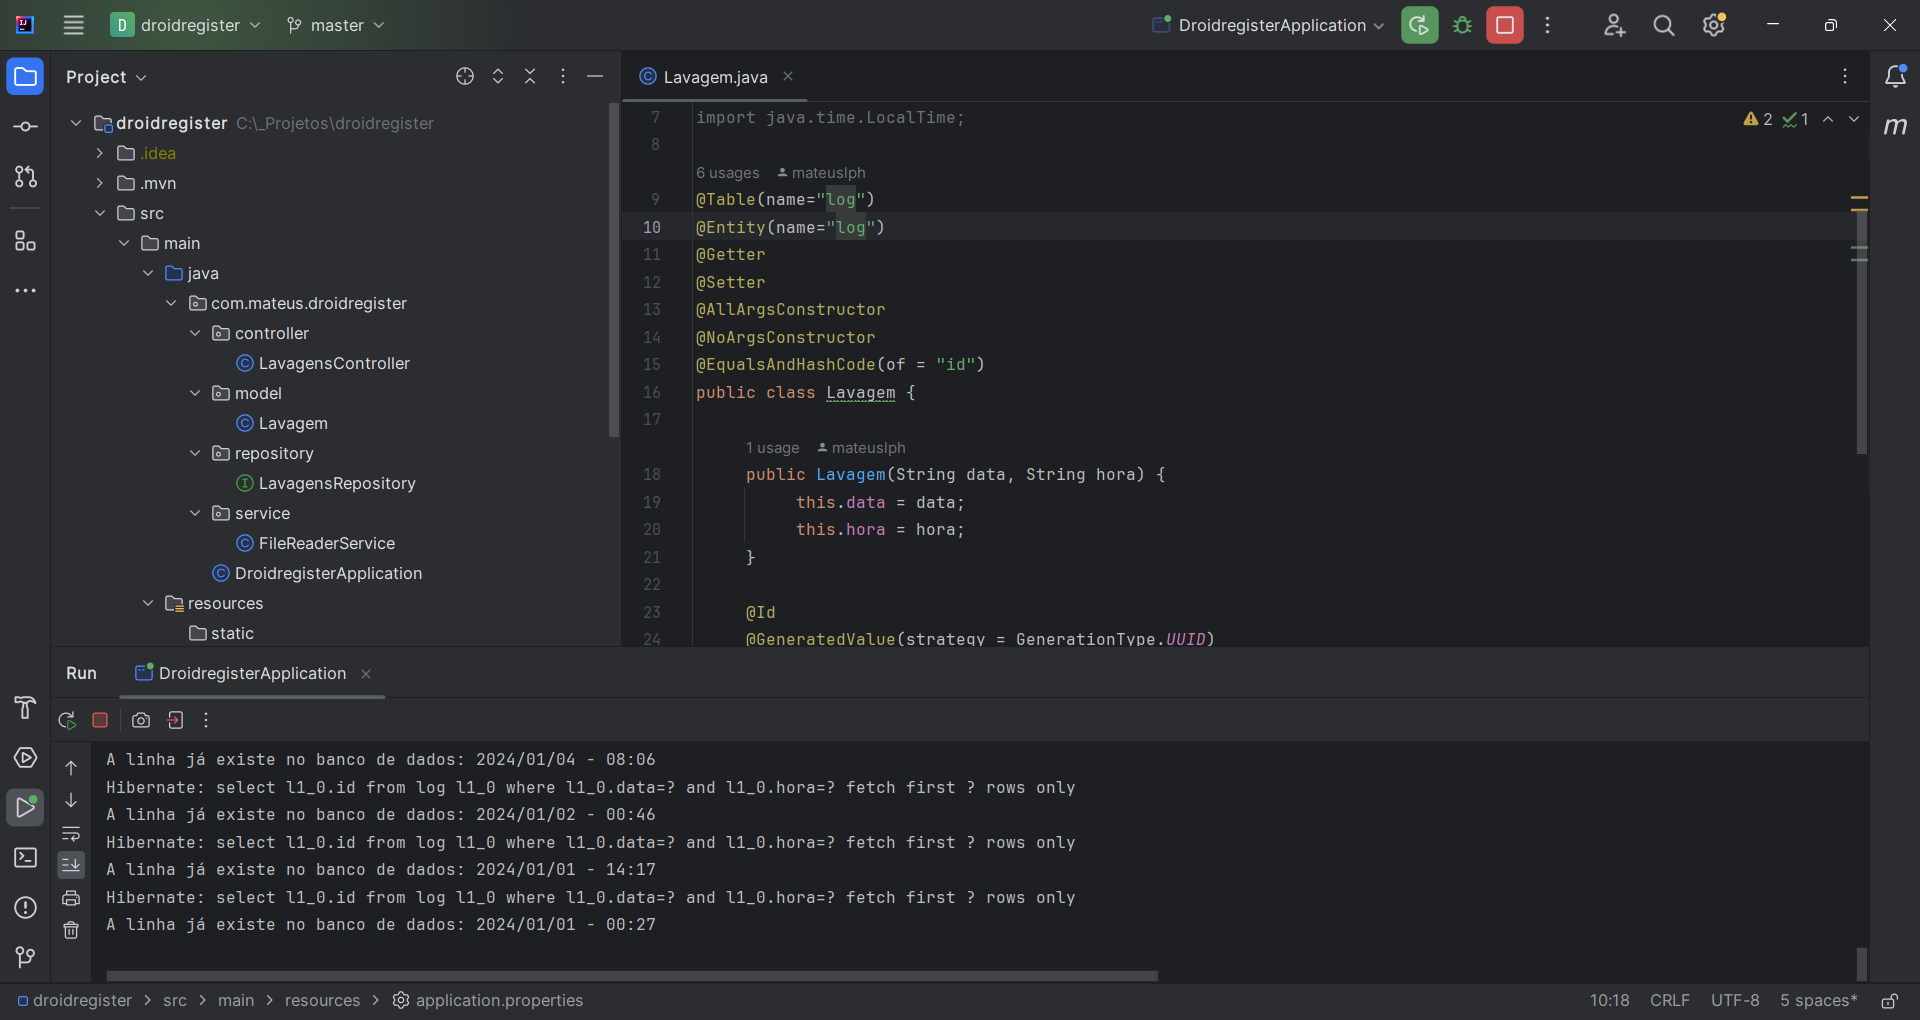 D droidregister master DroidregisterApplication
Project
droidregister C:\_Projetos\droidregister
.idea
.mvn
src
main
java
com.mateus.droidregister
controller
LavagensController
model
Lavagem
repository
LavagensRepository
service
FileReaderService
DroidregisterApplication
resources
static
Lavagem.java
2 1
7 import java.time.LocalTime;
8
6 usages mateuslph
9 @Table(name="log")
10 @Entity(name="log")
11 @Getter
12 @Setter
13 @AllArgsConstructor
14 @NoArgsConstructor
15 @EqualsAndHashCode(of = "id")
16 public class Lavagem {
17
1 usage mateuslph
18 public Lavagem(String data, String hora) {
19 this.data = data;
20 this.hora = hora;
21 }
22
23 @Id
24 @GeneratedValue(strategy = GenerationType.UUID)
m
Run DroidregisterApplication
A linha já existe no banco de dados: 2024/01/04 - 08:06
Hibernate: select l1_0.id from log l1_0 where l1_0.data=? and l1_0.hora=? fetch first ? rows only
A linha já existe no banco de dados: 2024/01/02 - 00:46
Hibernate: select l1_0.id from log l1_0 where l1_0.data=? and l1_0.hora=? fetch first ? rows only
A linha já existe no banco de dados: 2024/01/01 - 14:17
Hibernate: select l1_0.id from log l1_0 where l1_0.data=? and l1_0.hora=? fetch first ? rows only
A linha já existe no banco de dados: 2024/01/01 - 00:27
droidregister > src > main > resources > application.properties
10:18 CRLF UTF-8 5 spaces*